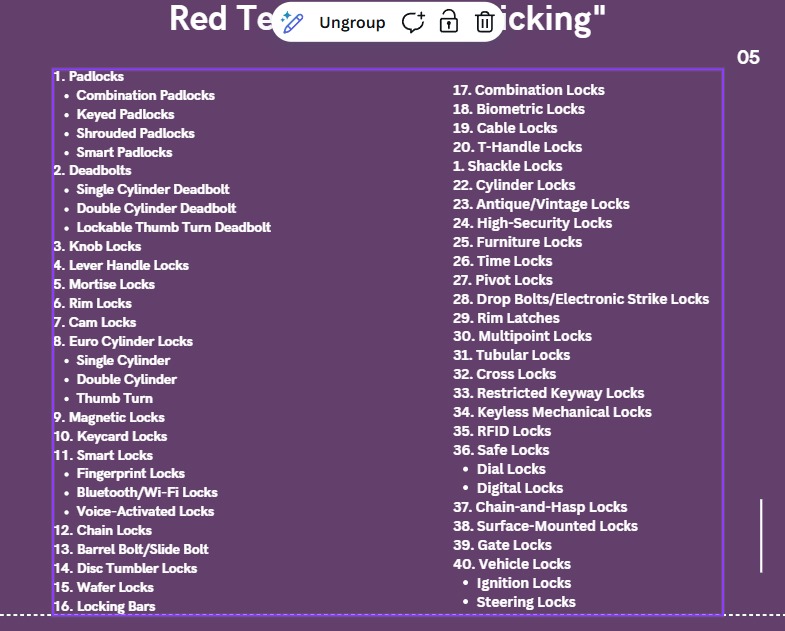 Red Te
icking"
Ungroup
05
1. Padlocks
• Combination Padlocks
• Keyed Padlocks
• Shrouded Padlocks
• Smart Padlocks
2. Deadbolts
• Single Cylinder Deadbolt
• Double Cylinder Deadbolt
• Lockable Thumb Turn Deadbolt
3. Knob Locks
4. Lever Handle Locks
5. Mortise Locks
6. Rim Locks
7. Cam Locks
8. Euro Cylinder Locks
• Single Cylinder
• Double Cylinder
• Thumb Turn
9. Magnetic Locks
10. Keycard Locks
11. Smart Locks
• Fingerprint Locks
• Bluetooth/Wi-Fi Locks
• Voice-Activated Locks
12. Chain Locks
13. Barrel Bolt/Slide Bolt
14. Disc Tumbler Locks
15. Wafer Locks
16. Locking Bars
17. Combination Locks
18. Biometric Locks
19. Cable Locks
20. T-Handle Locks
1. Shackle Locks
22. Cylinder Locks
23. Antique/Vintage Locks
24. High-Security Locks
25. Furniture Locks
26. Time Locks
27. Pivot Locks
28. Drop Bolts/Electronic Strike Locks
29. Rim Latches
30. Multipoint Locks
31. Tubular Locks
32. Cross Locks
33. Restricted Keyway Locks
34. Keyless Mechanical Locks
35. RFID Locks
36. Safe Locks
• Dial Locks
• Digital Locks
37. Chain-and-Hasp Locks
38. Surface-Mounted Locks
39. Gate Locks
40. Vehicle Locks
• Ignition Locks
• Steering Locks